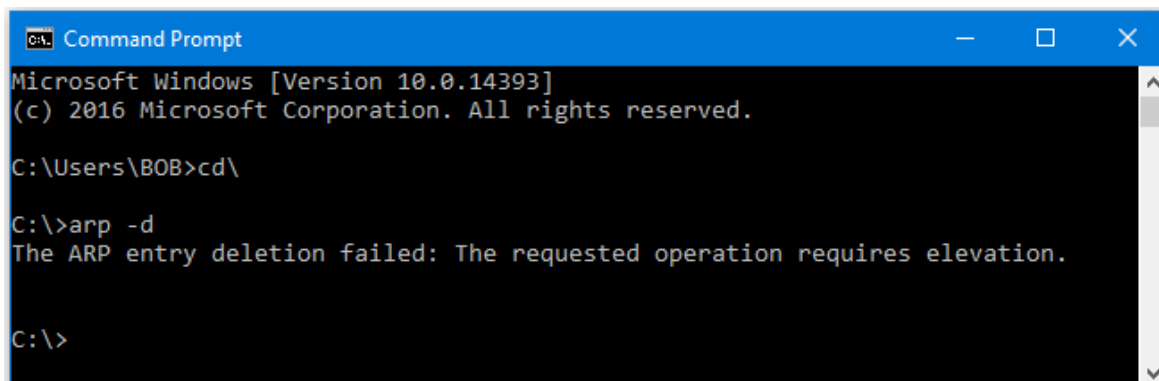 Command Prompt
Microsoft Windows [Version 10.0.14393]
(c) 2016 Microsoft Corporation. All rights reserved.
C:\Users\BOB>cd\
C:\>arp -d
The ARP entry deletion failed: The requested operation requires elevation.
C:\>